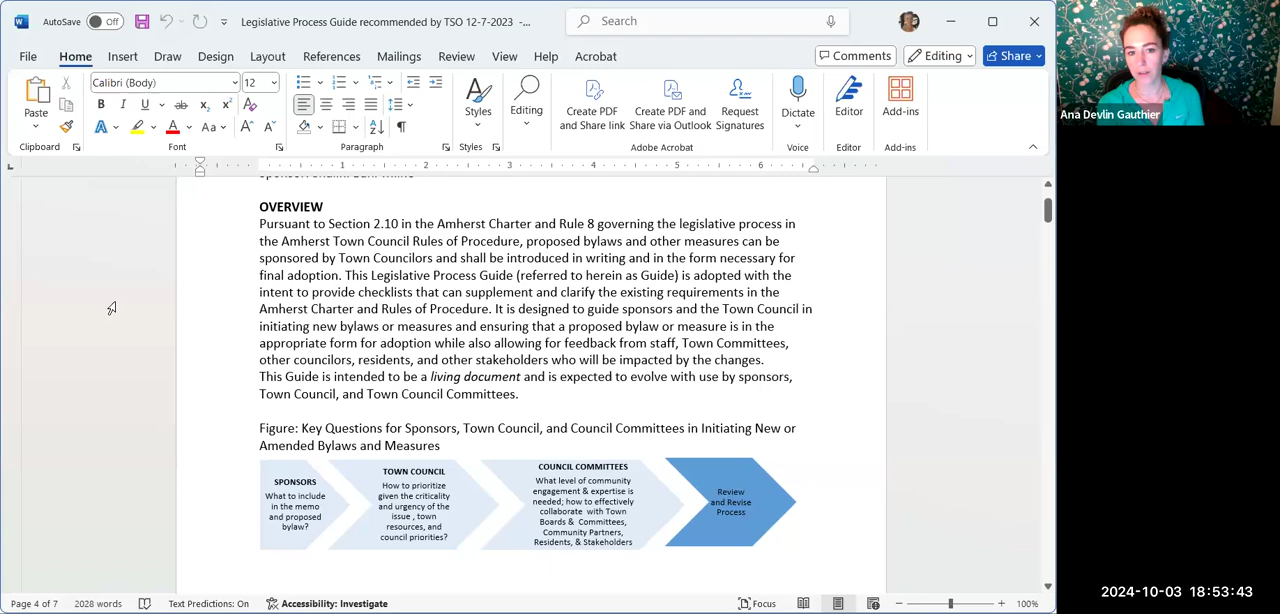 AutoSave Off Legislative Process Guide recommended by TSO 12-7-2023 -... Search
File Home Insert Draw Design Layout References Mailings Review View Help Acrobat Comments Editing Share
Calibri (Body) 12
Paste Styles Editing Create PDF and Share link Create PDF and Share via Outlook Request Signatures Dictate Editor Add-ins
Clipboard Font Paragraph Styles Adobe Acrobat Voice Editor Add-ins
1 2 3 4 5 6
OVERVIEW
Pursuant to Section 2.10 in the Amherst Charter and Rule 8 governing the legislative process in
the Amherst Town Council Rules of Procedure, proposed bylaws and other measures can be
sponsored by Town Councilors and shall be introduced in writing and in the form necessary for
final adoption. This Legislative Process Guide (referred to herein as Guide) is adopted with the
intent to provide checklists that can supplement and clarify the existing requirements in the
Amherst Charter and Rules of Procedure. It is designed to guide sponsors and the Town Council in
initiating new bylaws or measures and ensuring that a proposed bylaw or measure is in the
appropriate form for adoption while also allowing for feedback from staff, Town Committees,
other councilors, residents, and other stakeholders who will be impacted by the changes.
This Guide is intended to be a living document and is expected to evolve with use by sponsors,
Town Council, and Town Council Committees.
Figure: Key Questions for Sponsors, Town Council, and Council Committees in Initiating New or
Amended Bylaws and Measures
SPONSORS
What to include
in the memo
and proposed
bylaw?
TOWN COUNCIL
How to prioritize
given the criticality
and urgency of the
issue , town
resources, and
council priorities?
COUNCIL COMMITTEES
What level of community
engagement & expertise is
needed; how to effectively
collaborate with Town
Boards & Committees,
Community Partners,
Residents, & Stakeholders
Review
and Revise
Process
Page 4 of 7 2028 words Text Predictions: On Accessibility: Investigate Focus 100%
Ana Devlin Gauthier
2024-10-03 18:53:43